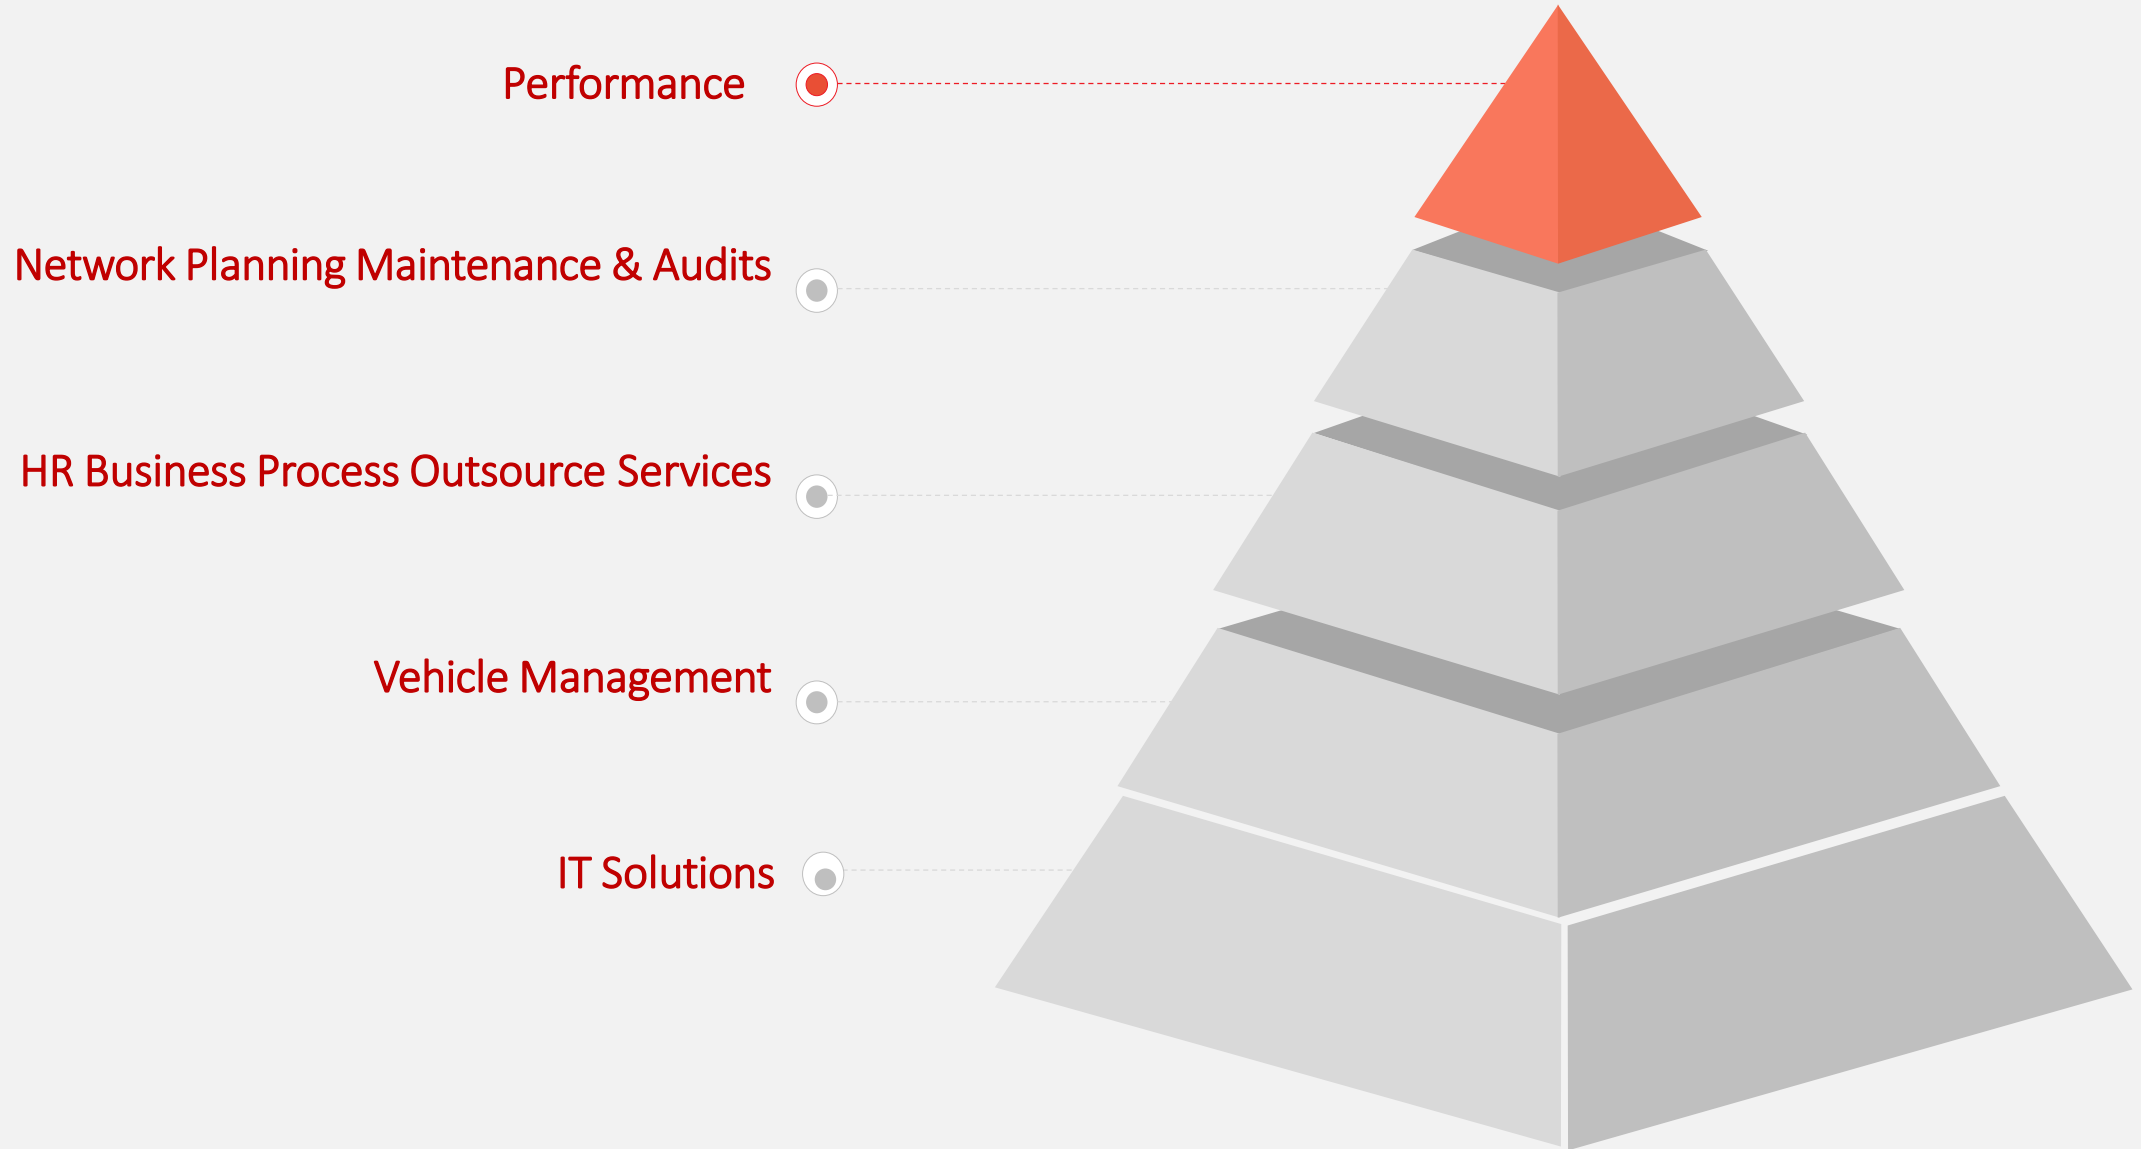 Performance
Network Planning Maintenance & Audits
HR Business Process Outsource Services
Vehicle Management
IT Solutions